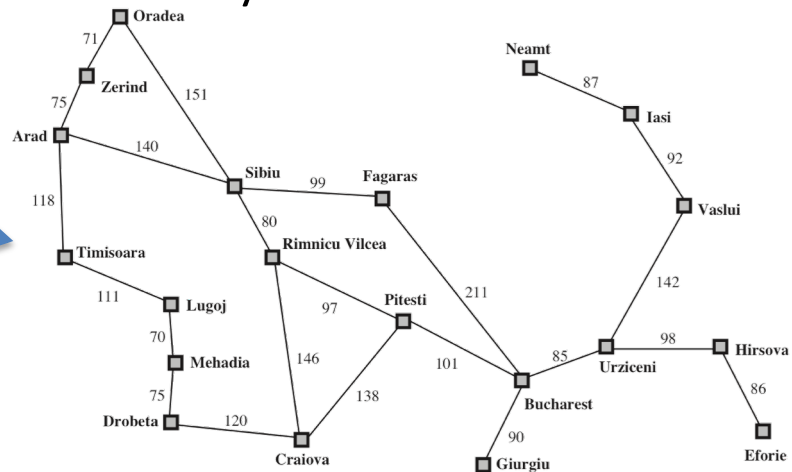 Oradea
71
Neamt
Zerind
87
151
75
Iasi
Arad
140
92
Sibiu
Fagaras
99
118
Vaslui
80
Timisoara
Rimnicu Vilcea
142
111
211
Lugoj
97
Pitesti
70
98
Hirsova
146
101
85
Mehadia
Urziceni
86
75
138
Bucharest
Drobeta
120
90
Eforie
Craiova
Giurgiu